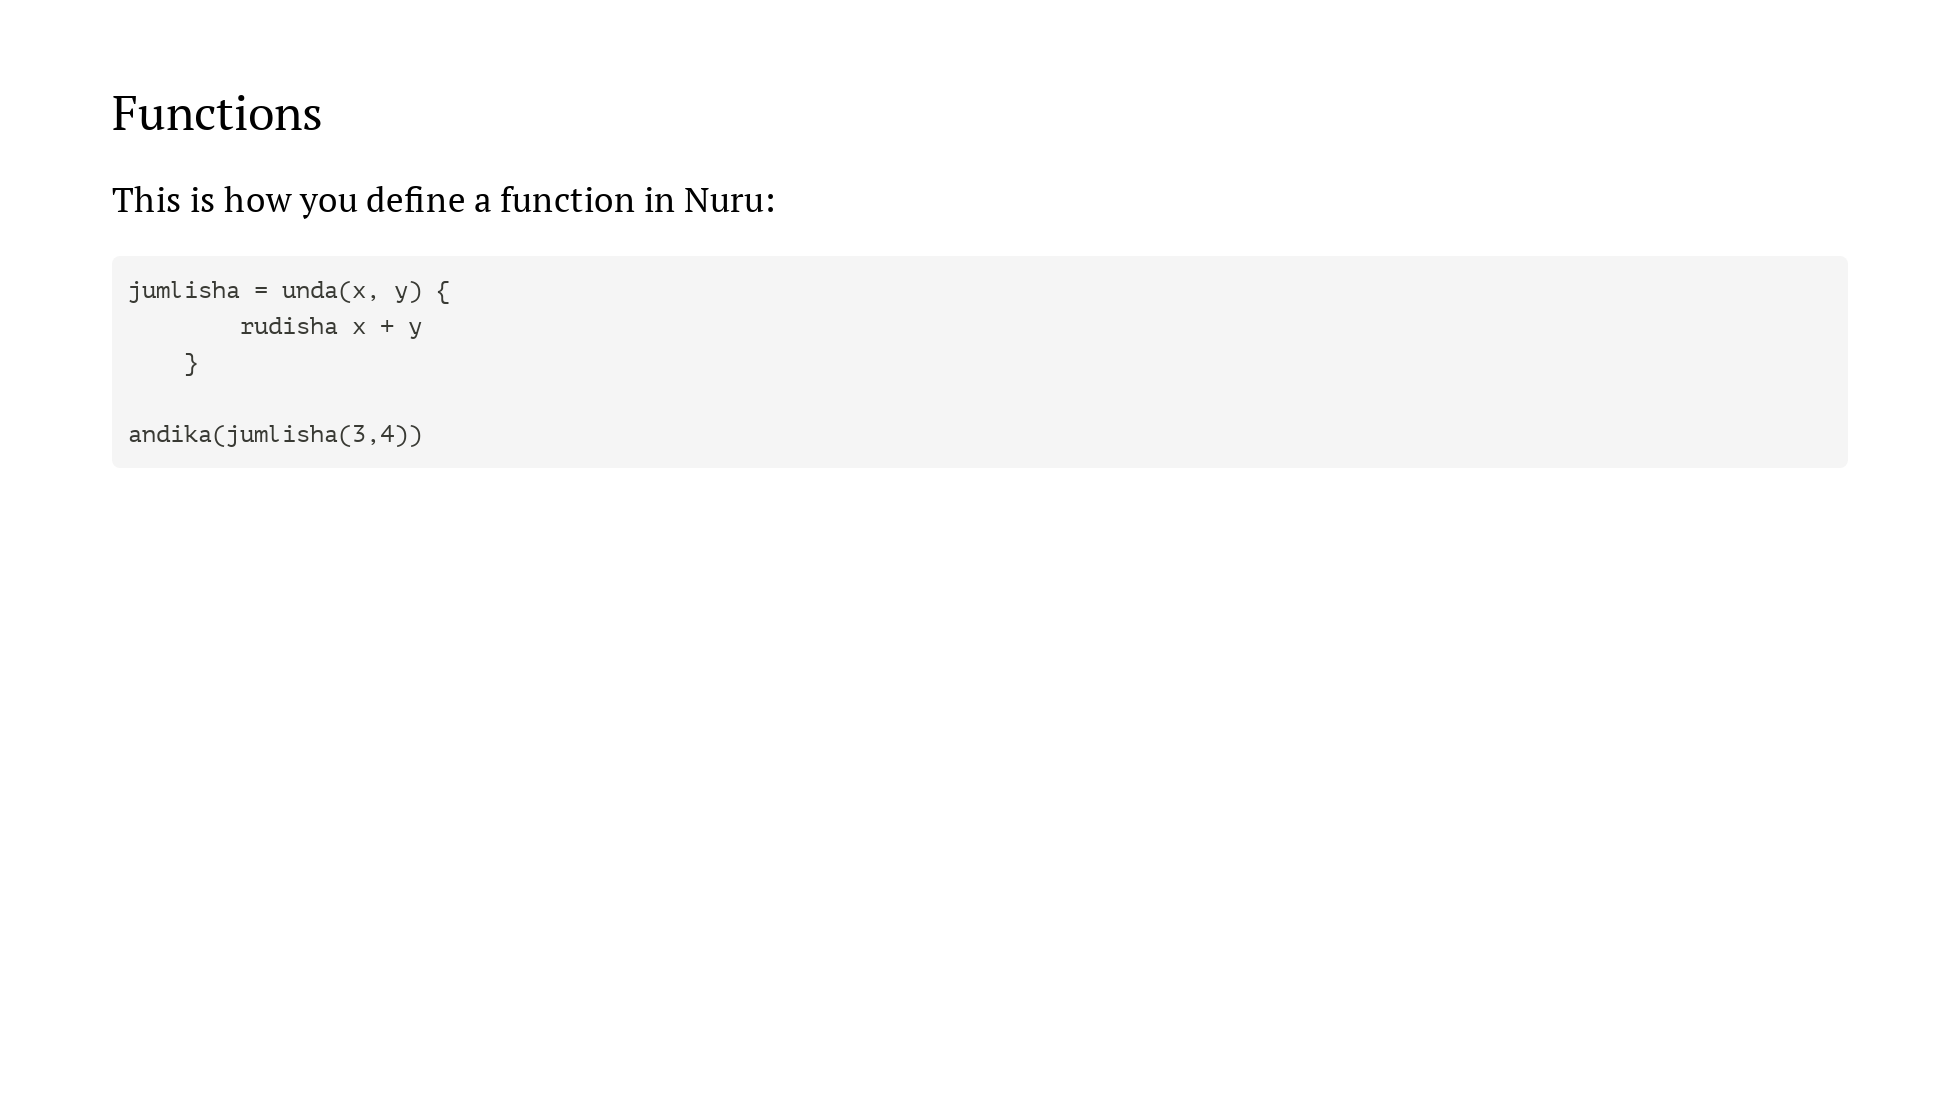 Functions
This is how you define a function in Nuru:
jumlisha = unda(x, y) {
        rudisha x + y
    }
andika(jumlisha(3,4))